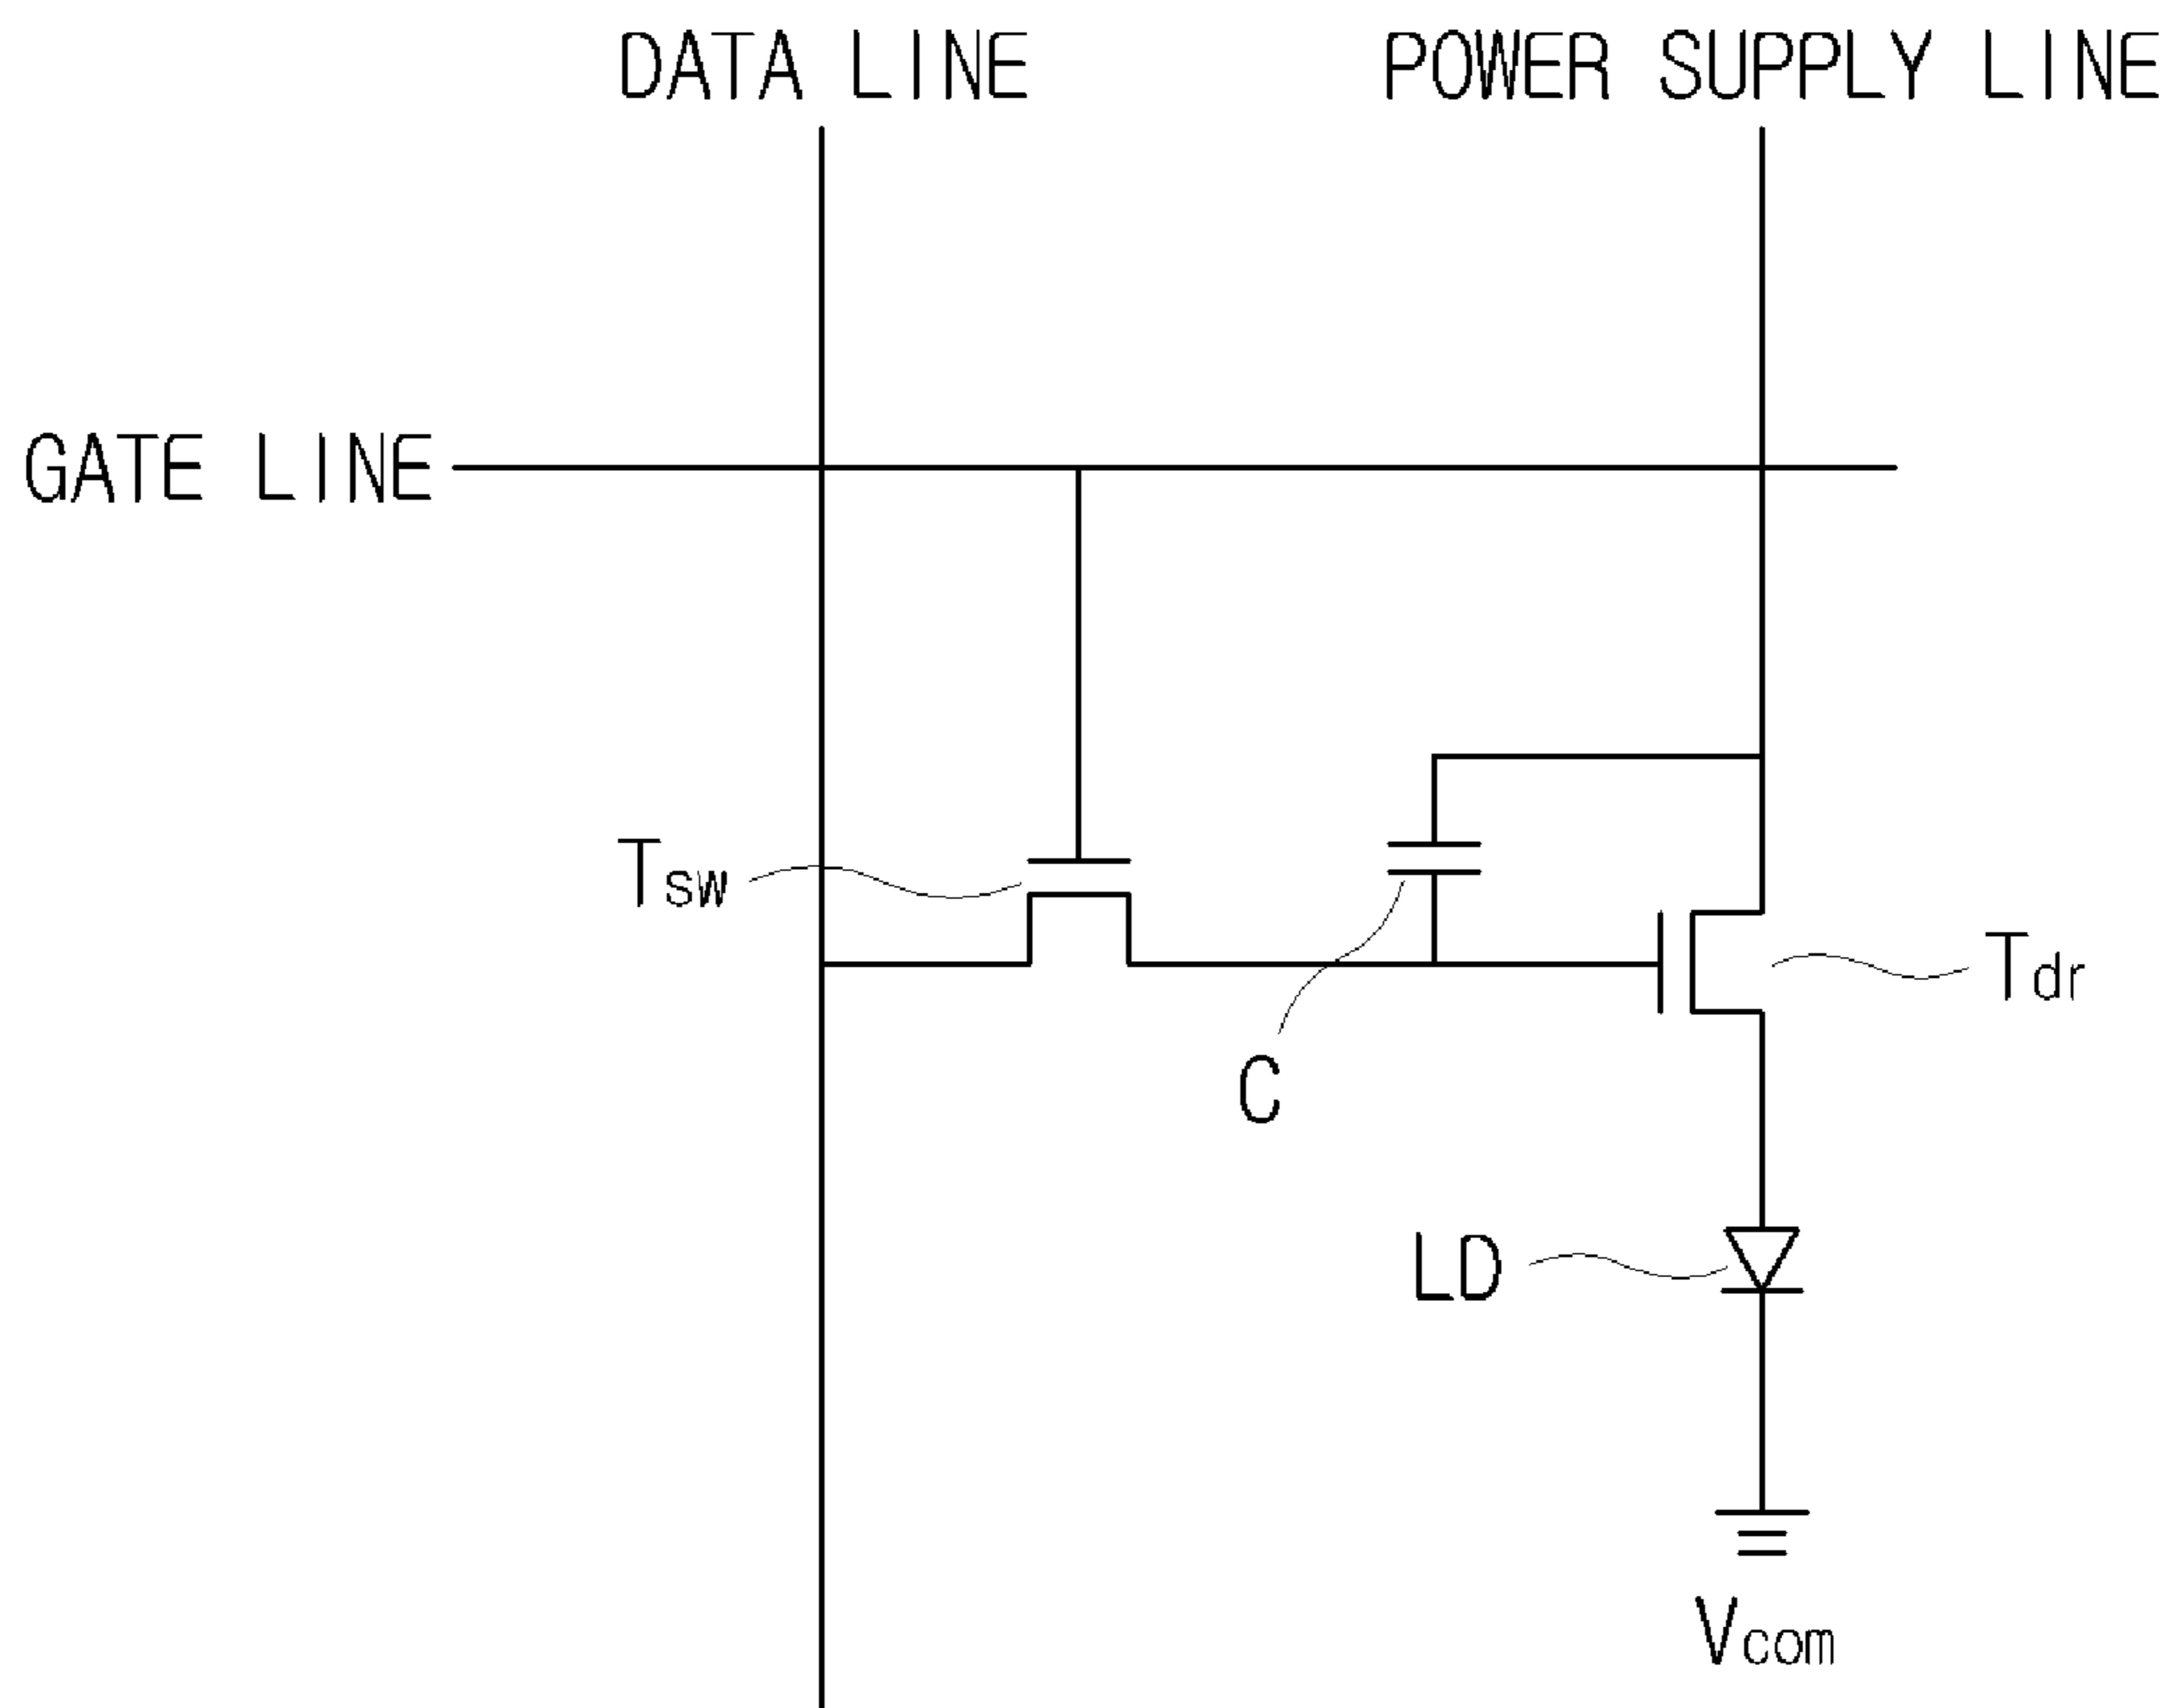 DATA LINE
POWER SUPPLY LINE
GATE LINE
Tsw
Tdr
C
LD
Vcom